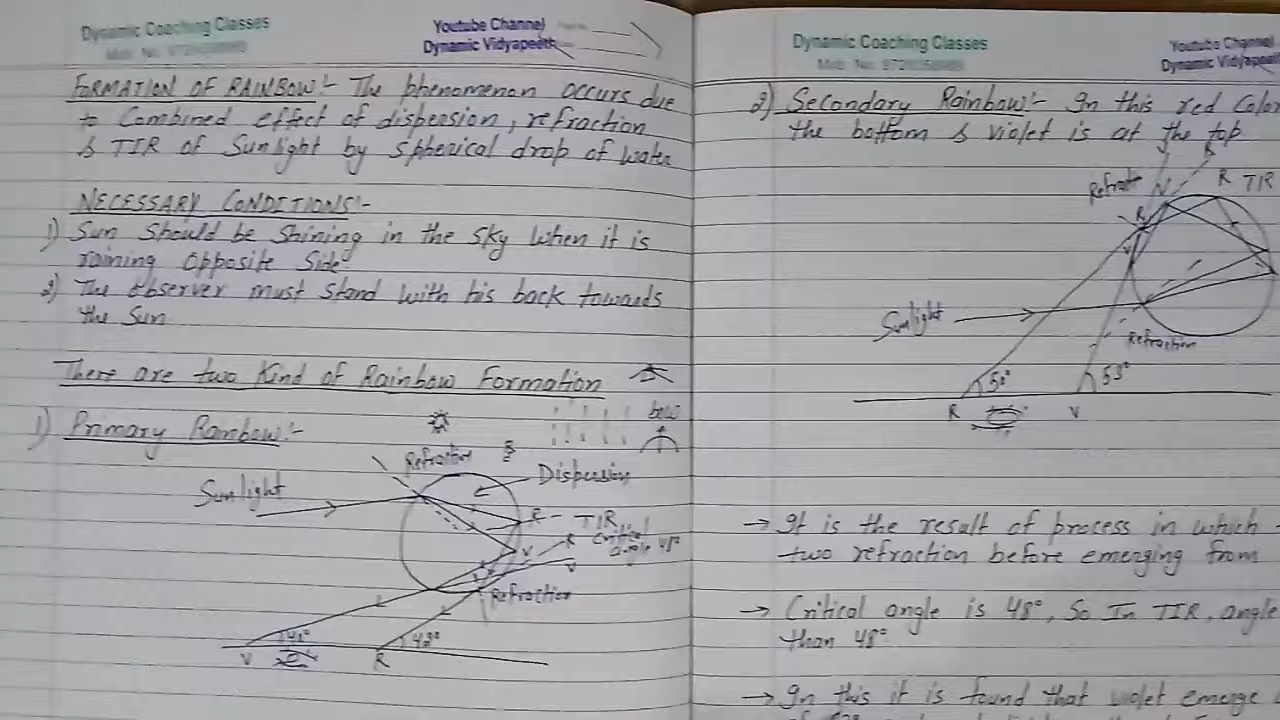 Dynamic Coaching Classes
Youtube Channel
Dynamic Vidyapeeth
FORMATION OF RAINBOW:- The phenomenon occurs due
to Combined effect of dispersion, refraction
& TIR of Sunlight by spherical drop of water
NECESSARY CONDITIONS:-
1) Sun should be shining in the sky when it is
raining opposite side.
2) The observer must stand with his back towards
the Sun
There are two Kind of Rainbow Formation
1) Primary Rainbow:-
Refraction
Dispersion
Sunlight
R - TIR
Critical
angle 48°
R
V
V
Refraction
41°
43°
V
R
Dynamic Coaching Classes
Youtube Channel
Dynamic Vidyapeeth
2) Secondary Rainbow:- In this red Color
the bottom & violet is at the top
Refract
V
R
R TIR
R
V
Sunlight
Refraction
53°
R
V
→ It is the result of process in which
two refraction before emerging from
→ Critical angle is 48°, So In TIR, angle
than 48°
→ In this it is found that violet emerge